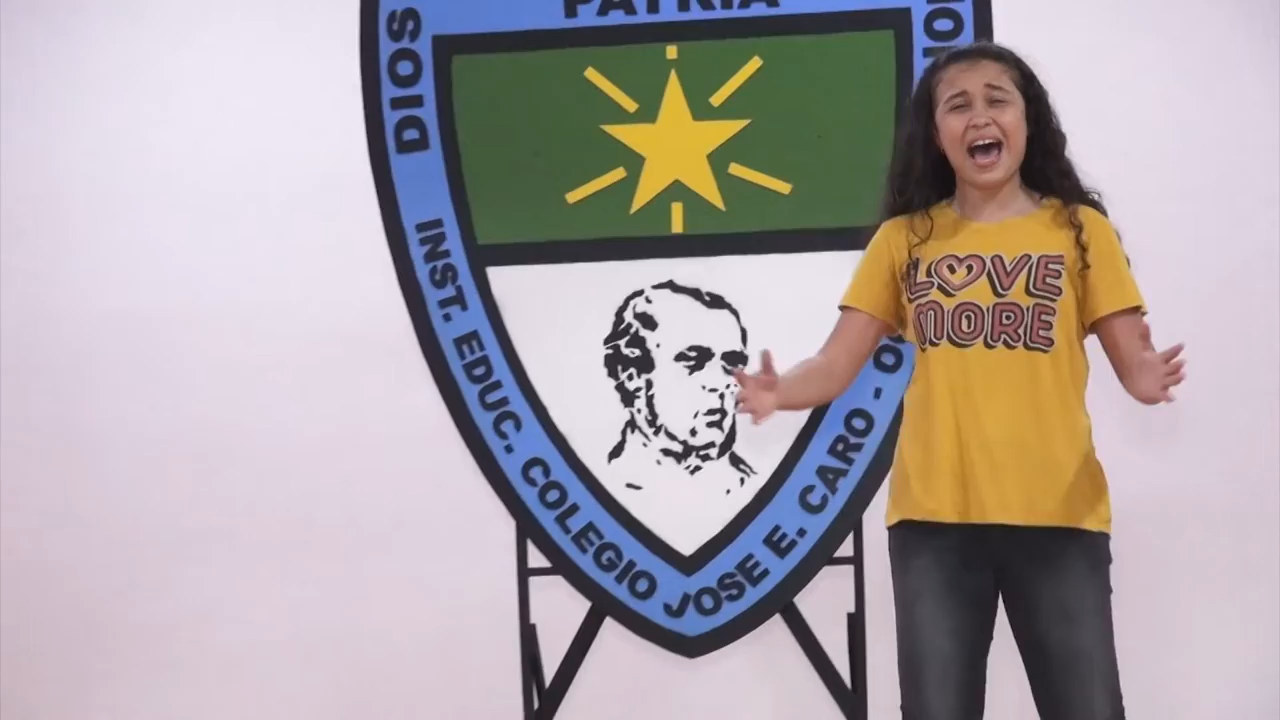 DIOS
PATRIA
INST. EDUC. COLEGIO JOSE E. CARO -
LOVE
MORE